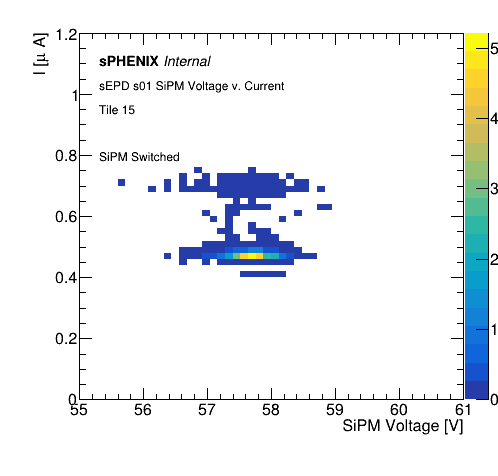 sPHENIX Internal
sEPD s01 SiPM Voltage v. Current
Tile 15
SiPM Switched
I [μ A]
1.2
1
0.8
0.6
0.4
0.2
0
55 56 57 58 59 60 61
SiPM Voltage [V]
5
4
3
2
1
0